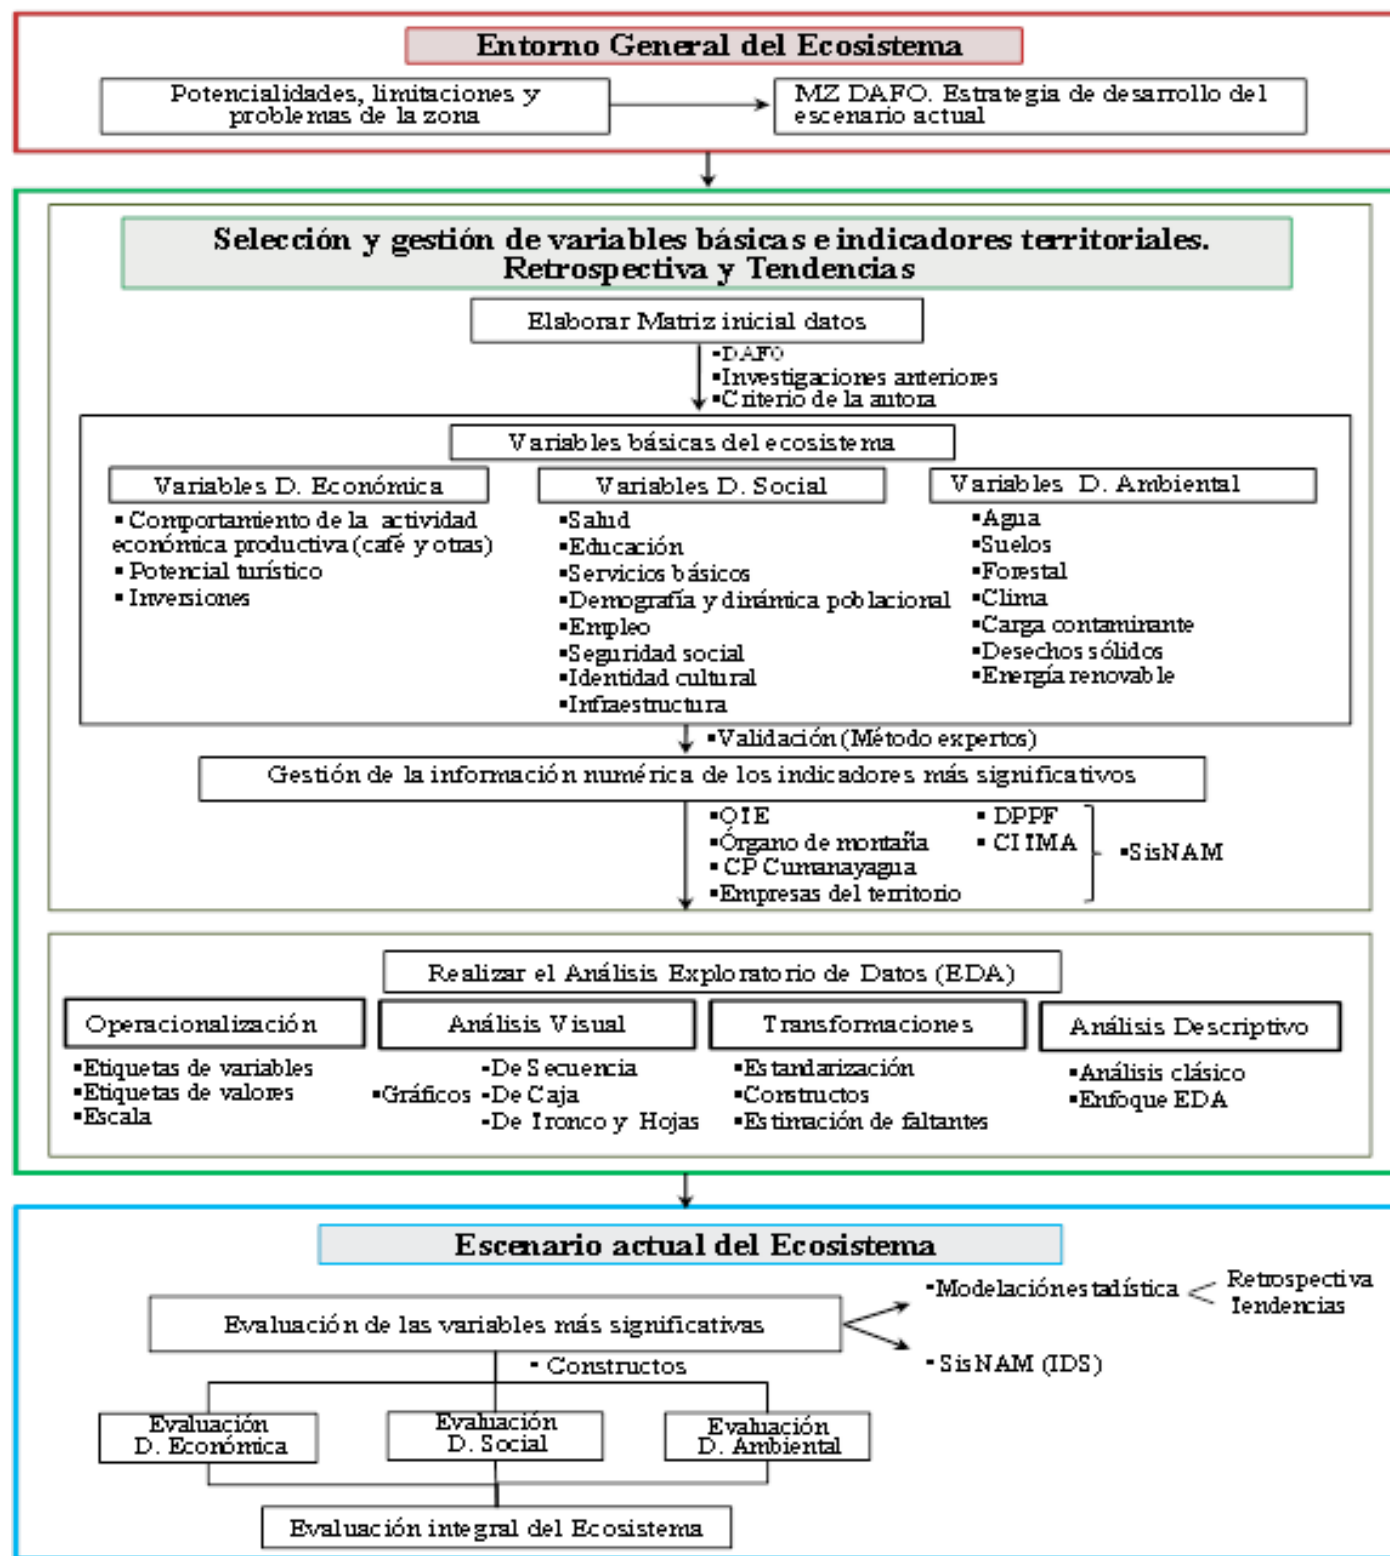 Entorno General del Ecosistema
Potencialidades, limitaciones y
problemas de la zona
MZ DAFO. Estrategia de desarrollo del
escenario actual
Selección y gestión de variables básicas e indicadores territoriales.
Retrospectiva y Tendencias
Elaborar Matriz inicial datos
▪DAFO
▪Investigaciones anteriores
▪Criterio de la autora
Variables básicas del ecosistema
Variables D. Económica
▪Comportamiento de la actividad
económica productiva (café y otras)
▪Potencial turístico
▪Inversiones
Variables D. Social
▪Salud
▪Educación
▪Servicios básicos
▪Demografía y dinámica poblacional
▪Empleo
▪Seguridad social
▪Identidad cultural
▪Infraestructura
Variables D. Ambiental
▪Agua
▪Suelos
▪Forestal
▪Clima
▪Carga contaminante
▪Desechos sólidos
▪Energía renovable
▪Validación (Método expertos)
Gestión de la información numérica de los indicadores más significativos
▪OTE
▪Órgano de montaña
▪CP Cumanayagua
▪Empresas del territorio
▪DPPF
▪CITMA
▪SisNAM
Realizar el Análisis Exploratorio de Datos (EDA)
Operacionalización
▪Etiquetas de variables
▪Etiquetas de valores
▪Escala
Análisis Visual
▪Gráficos
-De Secuencia
-De Caja
-De Tronco y Hojas
Transformaciones
▪Estandarización
▪Constructos
▪Estimación de faltantes
Análisis Descriptivo
▪Análisis clásico
▪Enfoque EDA
Escenario actual del Ecosistema
Evaluación de las variables más significativas
▪Modelación estadística
Retrospectiva
Tendencias
▪SisNAM (IDS)
▪Constructos
Evaluación
D. Económica
Evaluación
D. Social
Evaluación
D. Ambiental
Evaluación integral del Ecosistema